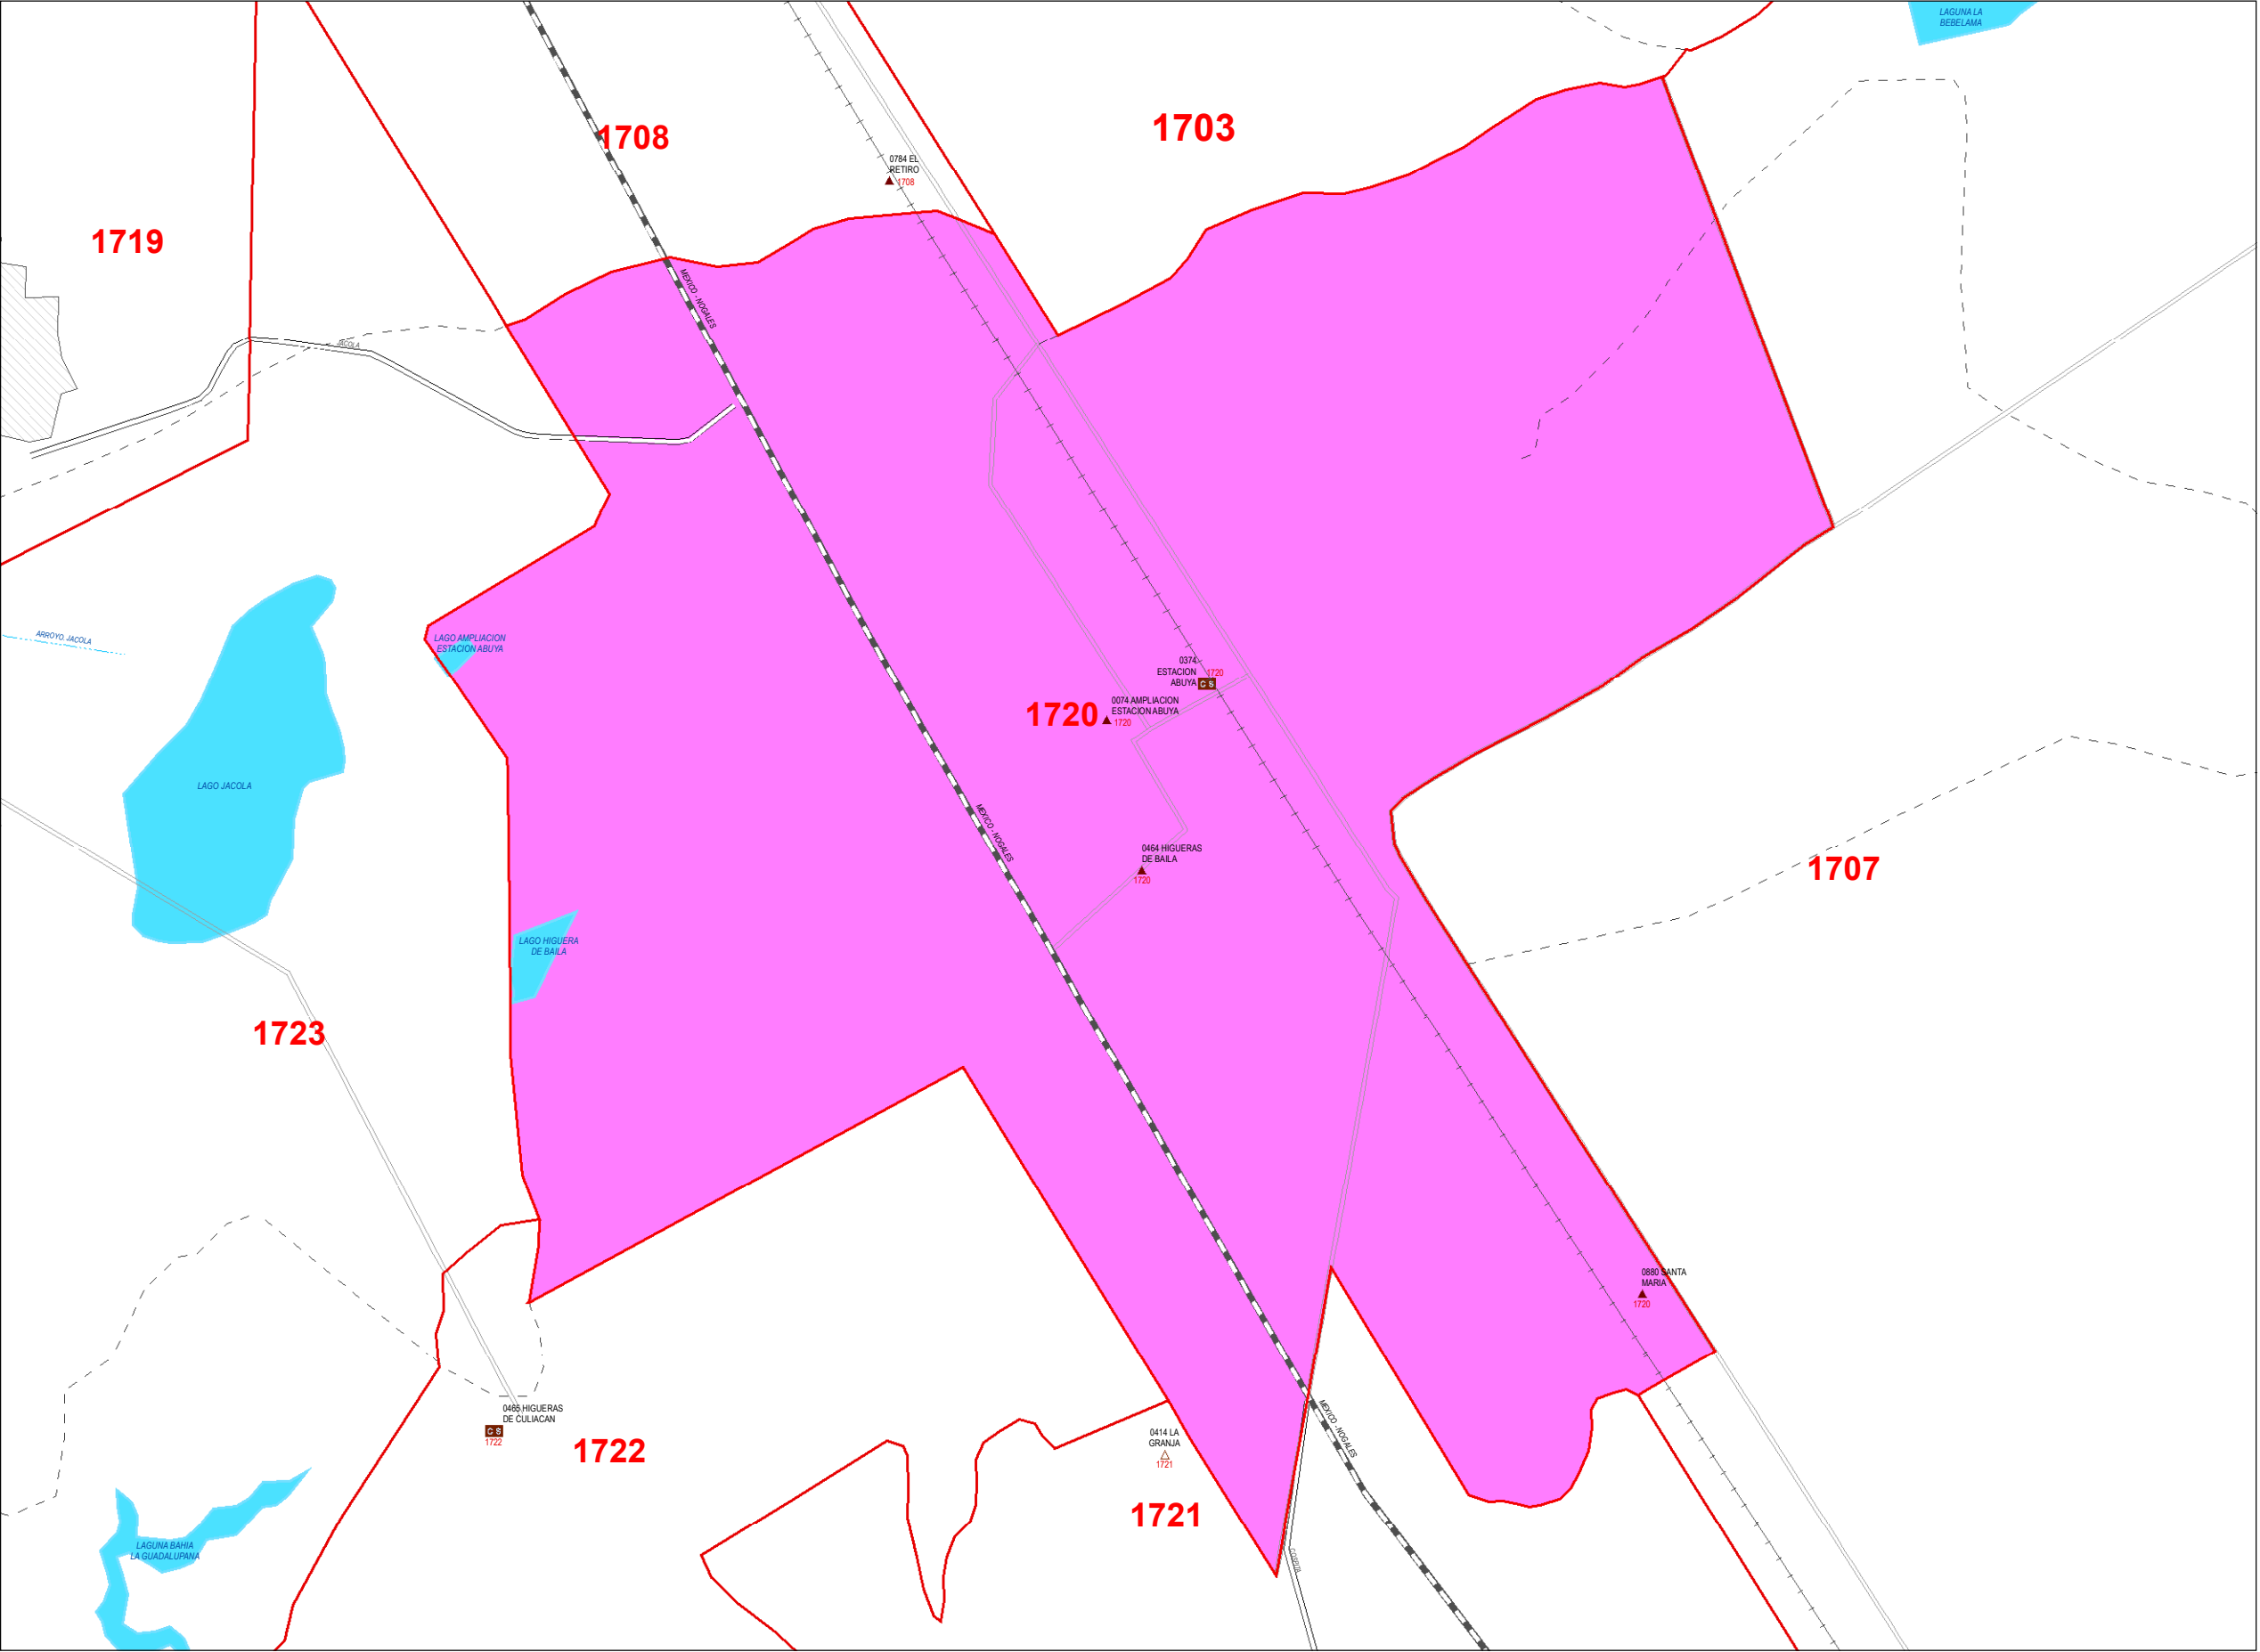 LAGUNA LA
BEBELAMA
1703
1708
0784 EL
RETIRO
1708
1719
MEXICO - NOGALES
JACOLA
ARROYO JACOLA
LAGO AMPLIACION
ESTACION ABUYA
0374
ESTACION
ABUYA
1720
C S
0074 AMPLIACION
ESTACION ABUYA
1720
1720
LAGO JACOLA
MEXICO - NOGALES
0464 HIGUERAS
DE BAILA
1720
1707
LAGO HIGUERA
DE BAILA
1723
0880 SANTA
MARIA
1720
0465 HIGUERAS
DE CULIACAN
C S
1722
1722
MEXICO - NOGALES
0414 LA
GRANJA
1721
1721
LAGUNA BAHIA
LA GUADALUPANA